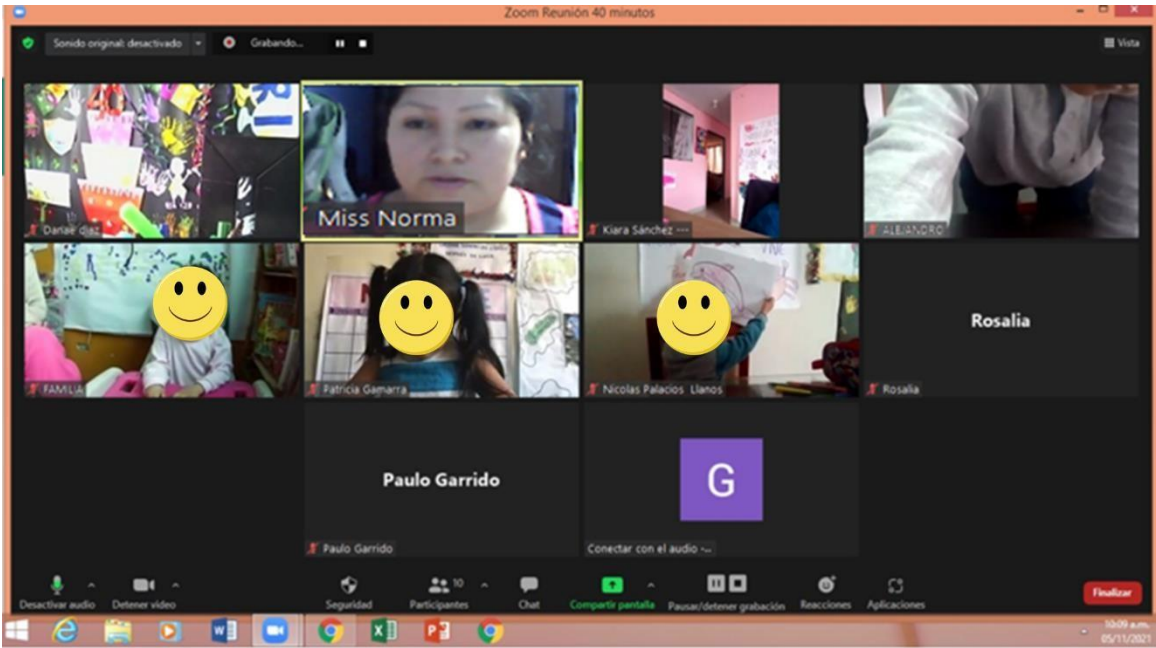 Zoom Reunión 40 minutos
Sonido original: desactivado
Grabando...
Vista
Danae diaz
Miss Norma
Kiara Sánchez ...
ALEJANDRO
FAMILIA
Patricia Gamarra
Nicolas Palacios Llanos
Rosalia
Rosalia
Paulo Garrido
Paulo Garrido
G
Conectar con el audio -...
Desactivar audio
Detener video
Seguridad
Participantes
10
Chat
Compartir pantalla
Pausar/detener grabación
Reacciones
Aplicaciones
Finalizar
10:09 a.m.
05/11/2021